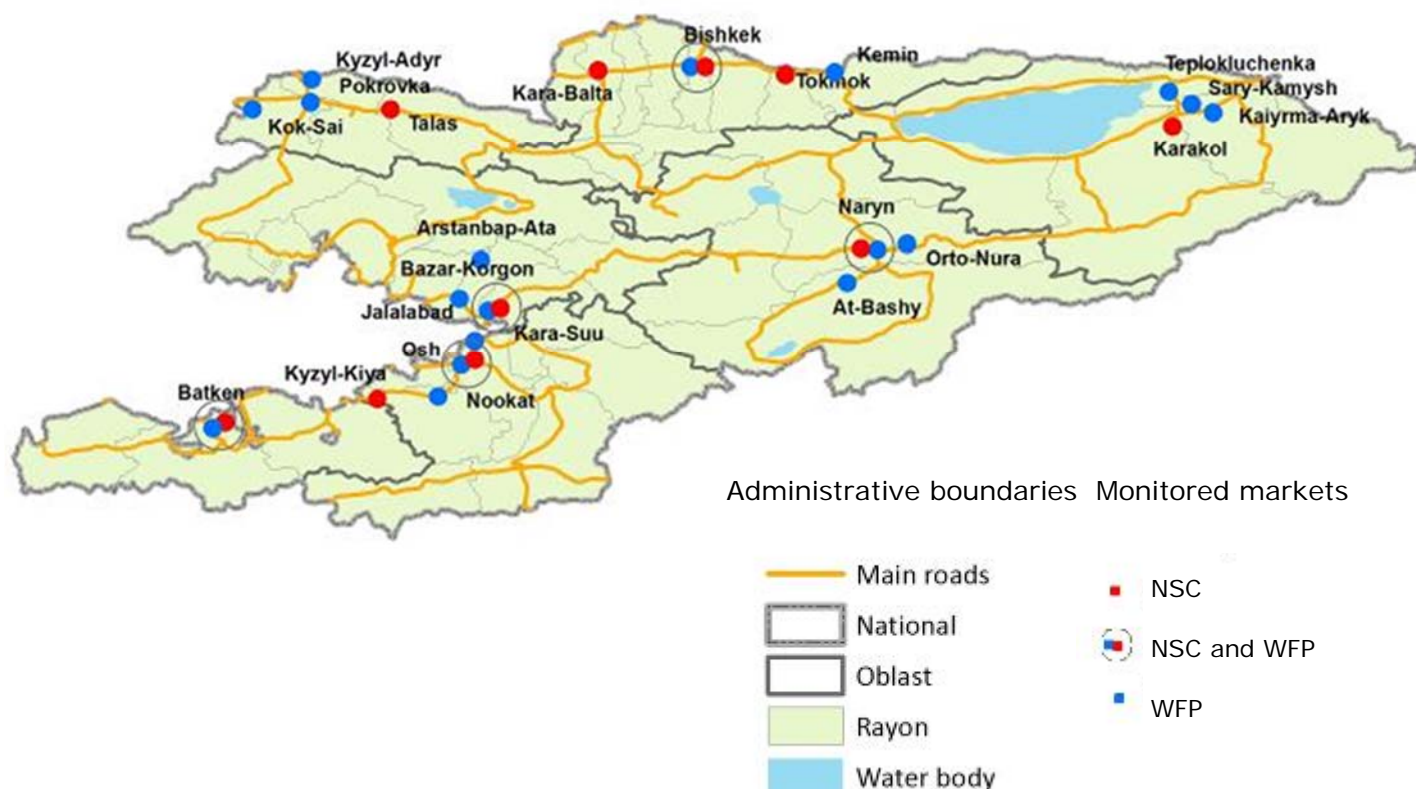 Bishkek
Kyzyl-Adyr
Kemin
Teplokluchenka
Pokrovka
Tokmok
Sary-Kamysh
Kara-Balta
Kok-Sai
Talas
Kaiyrma-Aryk
Karakol
Naryn
Arstanbap-Ata
Orto-Nura
Bazar-Korgon
At-Bashy
Jalalabad
Kara-Suu
Osh
Kyzyl-Kiya
Batken
Nookat
Administrative boundaries Monitored markets
Main roads
NSC
National
NSC and WFP
Oblast
WFP
Rayon
Water body